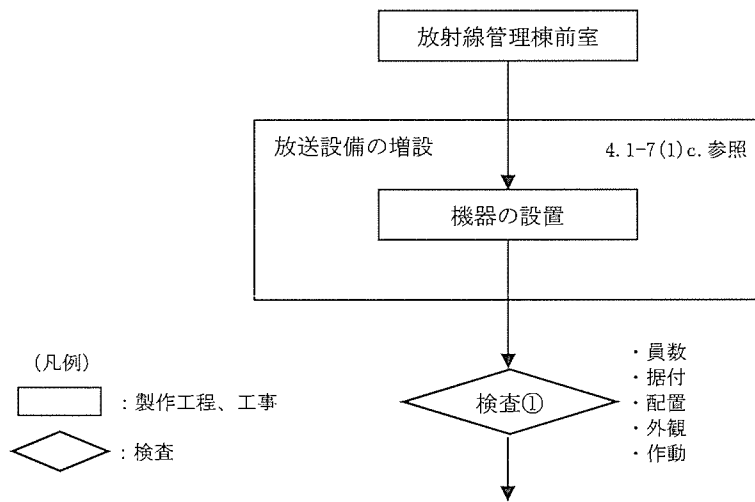 放射線管理棟前室
放送設備の増設
4.1-7(1)c.参照
機器の設置
検査①
・員数
・据付
・配置
・外観
・作動
(凡例)
：製作工程、工事
：検査